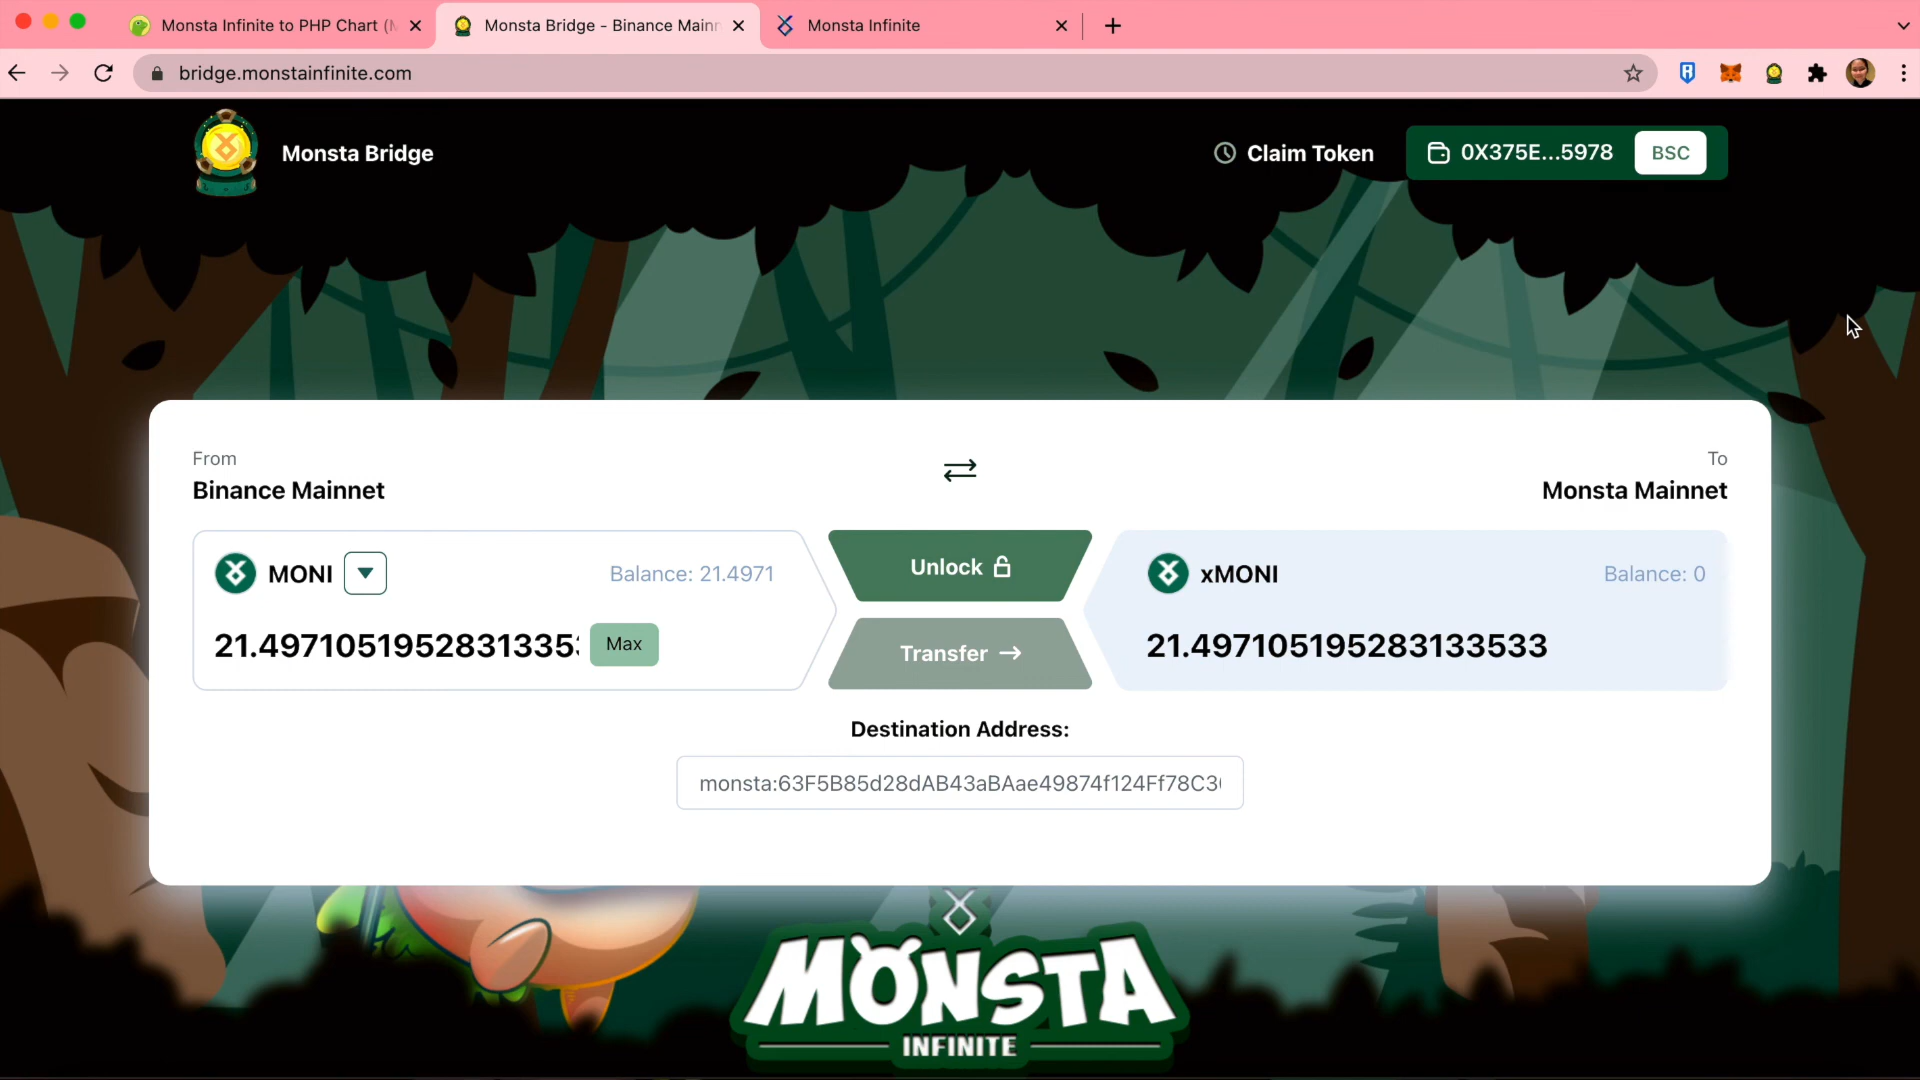 Monsta Infinite to PHP Chart (
Monsta Bridge - Binance Main
Monsta Infinite
bridge.monstainfinite.com
Monsta Bridge
Claim Token
0X375E...5978
BSC
From
To
Binance Mainnet
Monsta Mainnet
MONI
Balance: 21.4971
Unlock
xMONI
Balance: 0
21.4971051952831335
Max
Transfer →
21.497105195283133533
Destination Address:
monsta:63F5B85d28dAB43aBAae49874f124Ff78C3
MONSTA
INFINITE